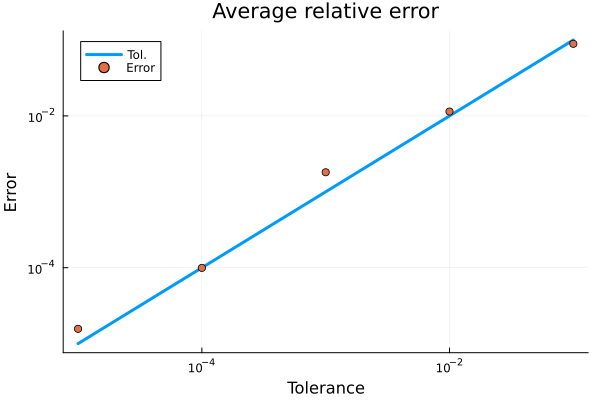 Average relative error
Tol.
Error
10⁻²
10⁻⁴
Error
10⁻⁴
10⁻²
Tolerance